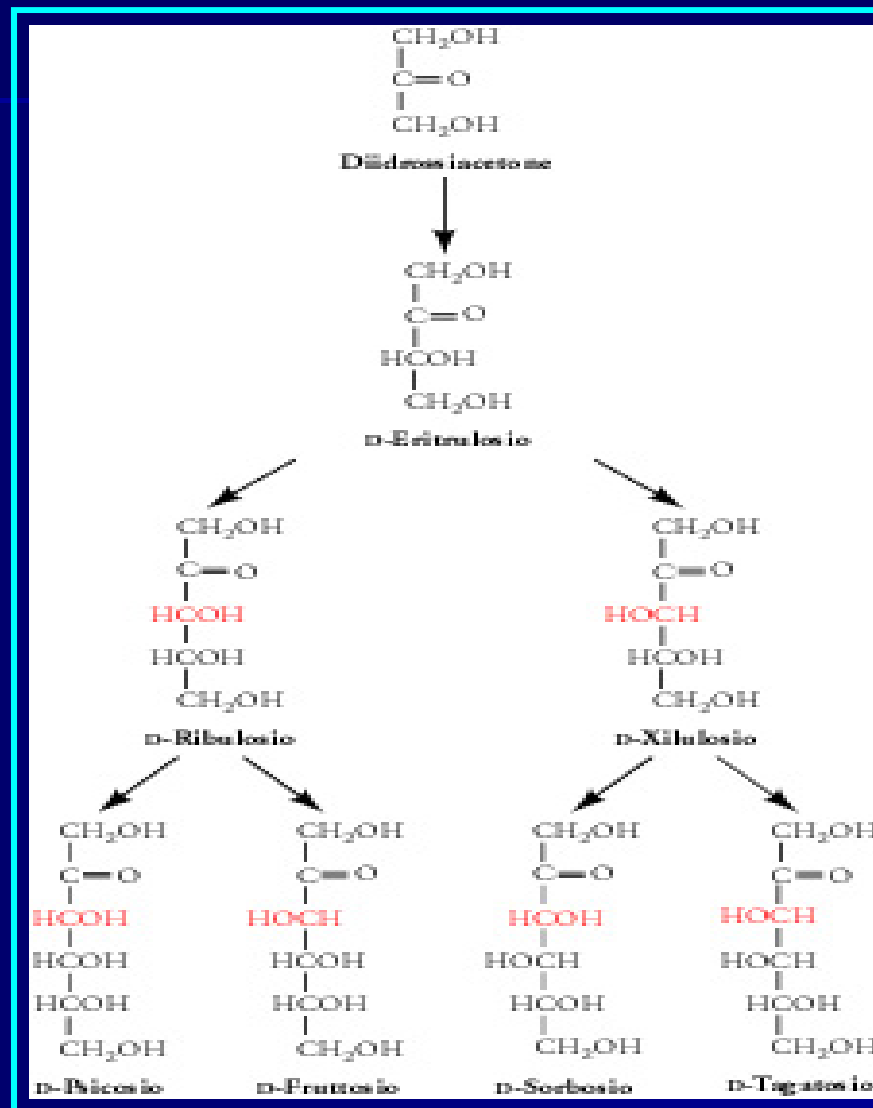 CH₂OH
C=O
CH₂OH
Diidrossiacetone
CH₂OH
C=O
HCOH
CH₂OH
D-Eritrulosio
CH₂OH CH₂OH
C=O C=O
HCOH HOCH
HCOH HCOH
CH₂OH CH₂OH
D-Ribulosio D-Xilulosio
CH₂OH CH₂OH CH₂OH CH₂OH
C=O C=O C=O C=O
HCOH HOCH HCOH HOCH
HCOH HCOH HOCH HOCH
HCOH HCOH HCOH HCOH
CH₂OH CH₂OH CH₂OH CH₂OH
D-Psicosio D-Fruttosio D-Sorbosio D-Tagatosio